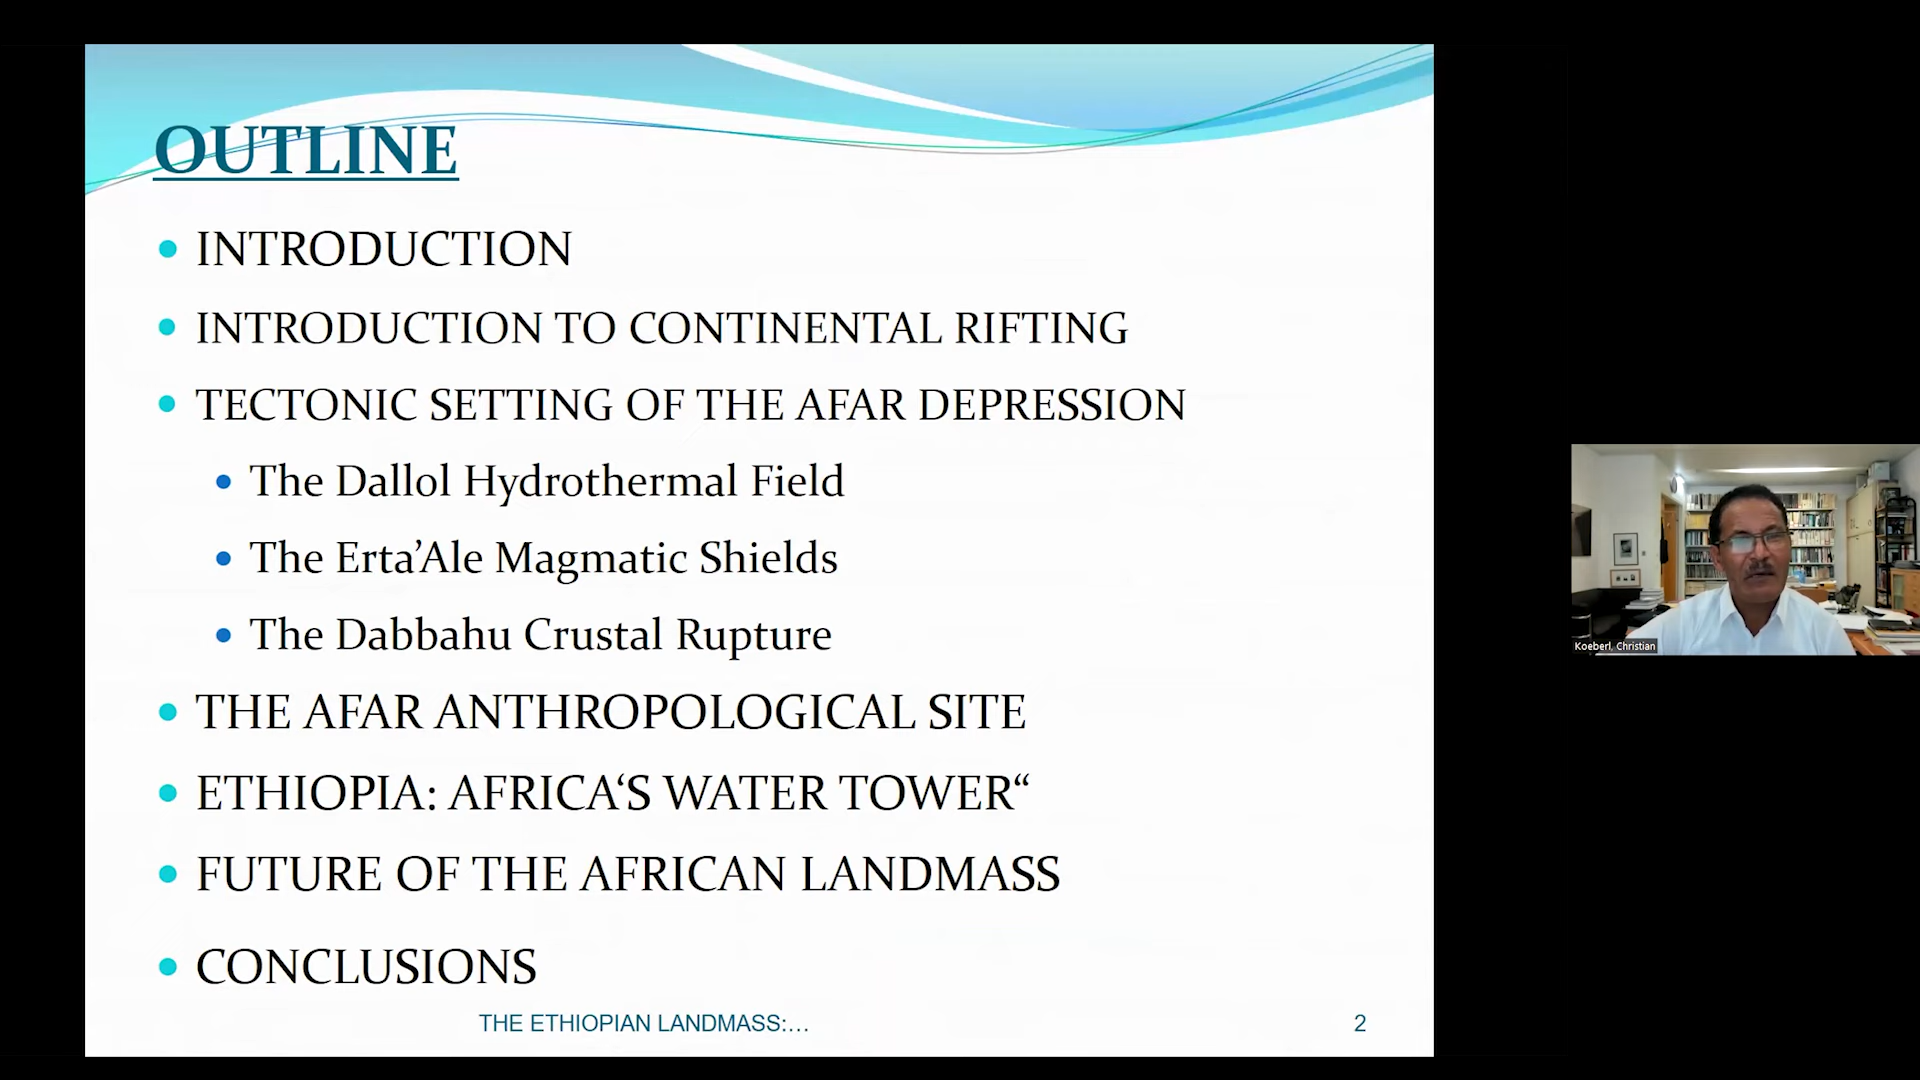 OUTLINE
INTRODUCTION
INTRODUCTION TO CONTINENTAL RIFTING
TECTONIC SETTING OF THE AFAR DEPRESSION
The Dallol Hydrothermal Field
The Erta’Ale Magmatic Shields
The Dabbahu Crustal Rupture
THE AFAR ANTHROPOLOGICAL SITE
ETHIOPIA: AFRICA‘S WATER TOWER“
FUTURE OF THE AFRICAN LANDMASS
CONCLUSIONS
THE ETHIOPIAN LANDMASS:…
2
Koeberl, Christian